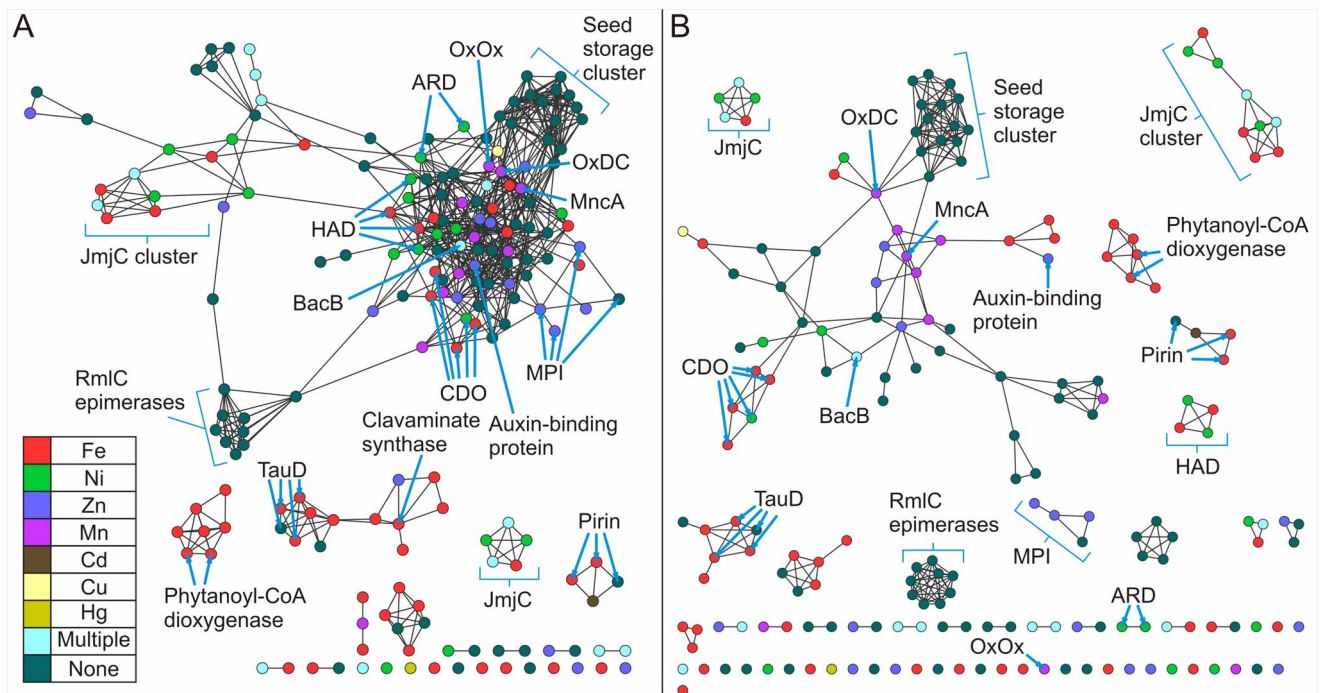 A
OxOx
Seed
storage
cluster
ARD
OxDC
MncA
HAD
JmjC cluster
BacB
MPI
RmlC
epimerases
CDO
Clavaminate
synthase
Auxin-binding
protein
Fe
Ni
Zn
Mn
Cd
Cu
Hg
Multiple
None
TauD
Pirin
Phytanoyl-CoA
dioxygenase
JmjC
B
JmjC
OxDC
Seed
storage
cluster
JmjC
cluster
MncA
Phytanoyl-CoA
dioxygenase
Auxin-binding
protein
Pirin
CDO
BacB
HAD
TauD
RmlC
epimerases
MPI
ARD
OxOx